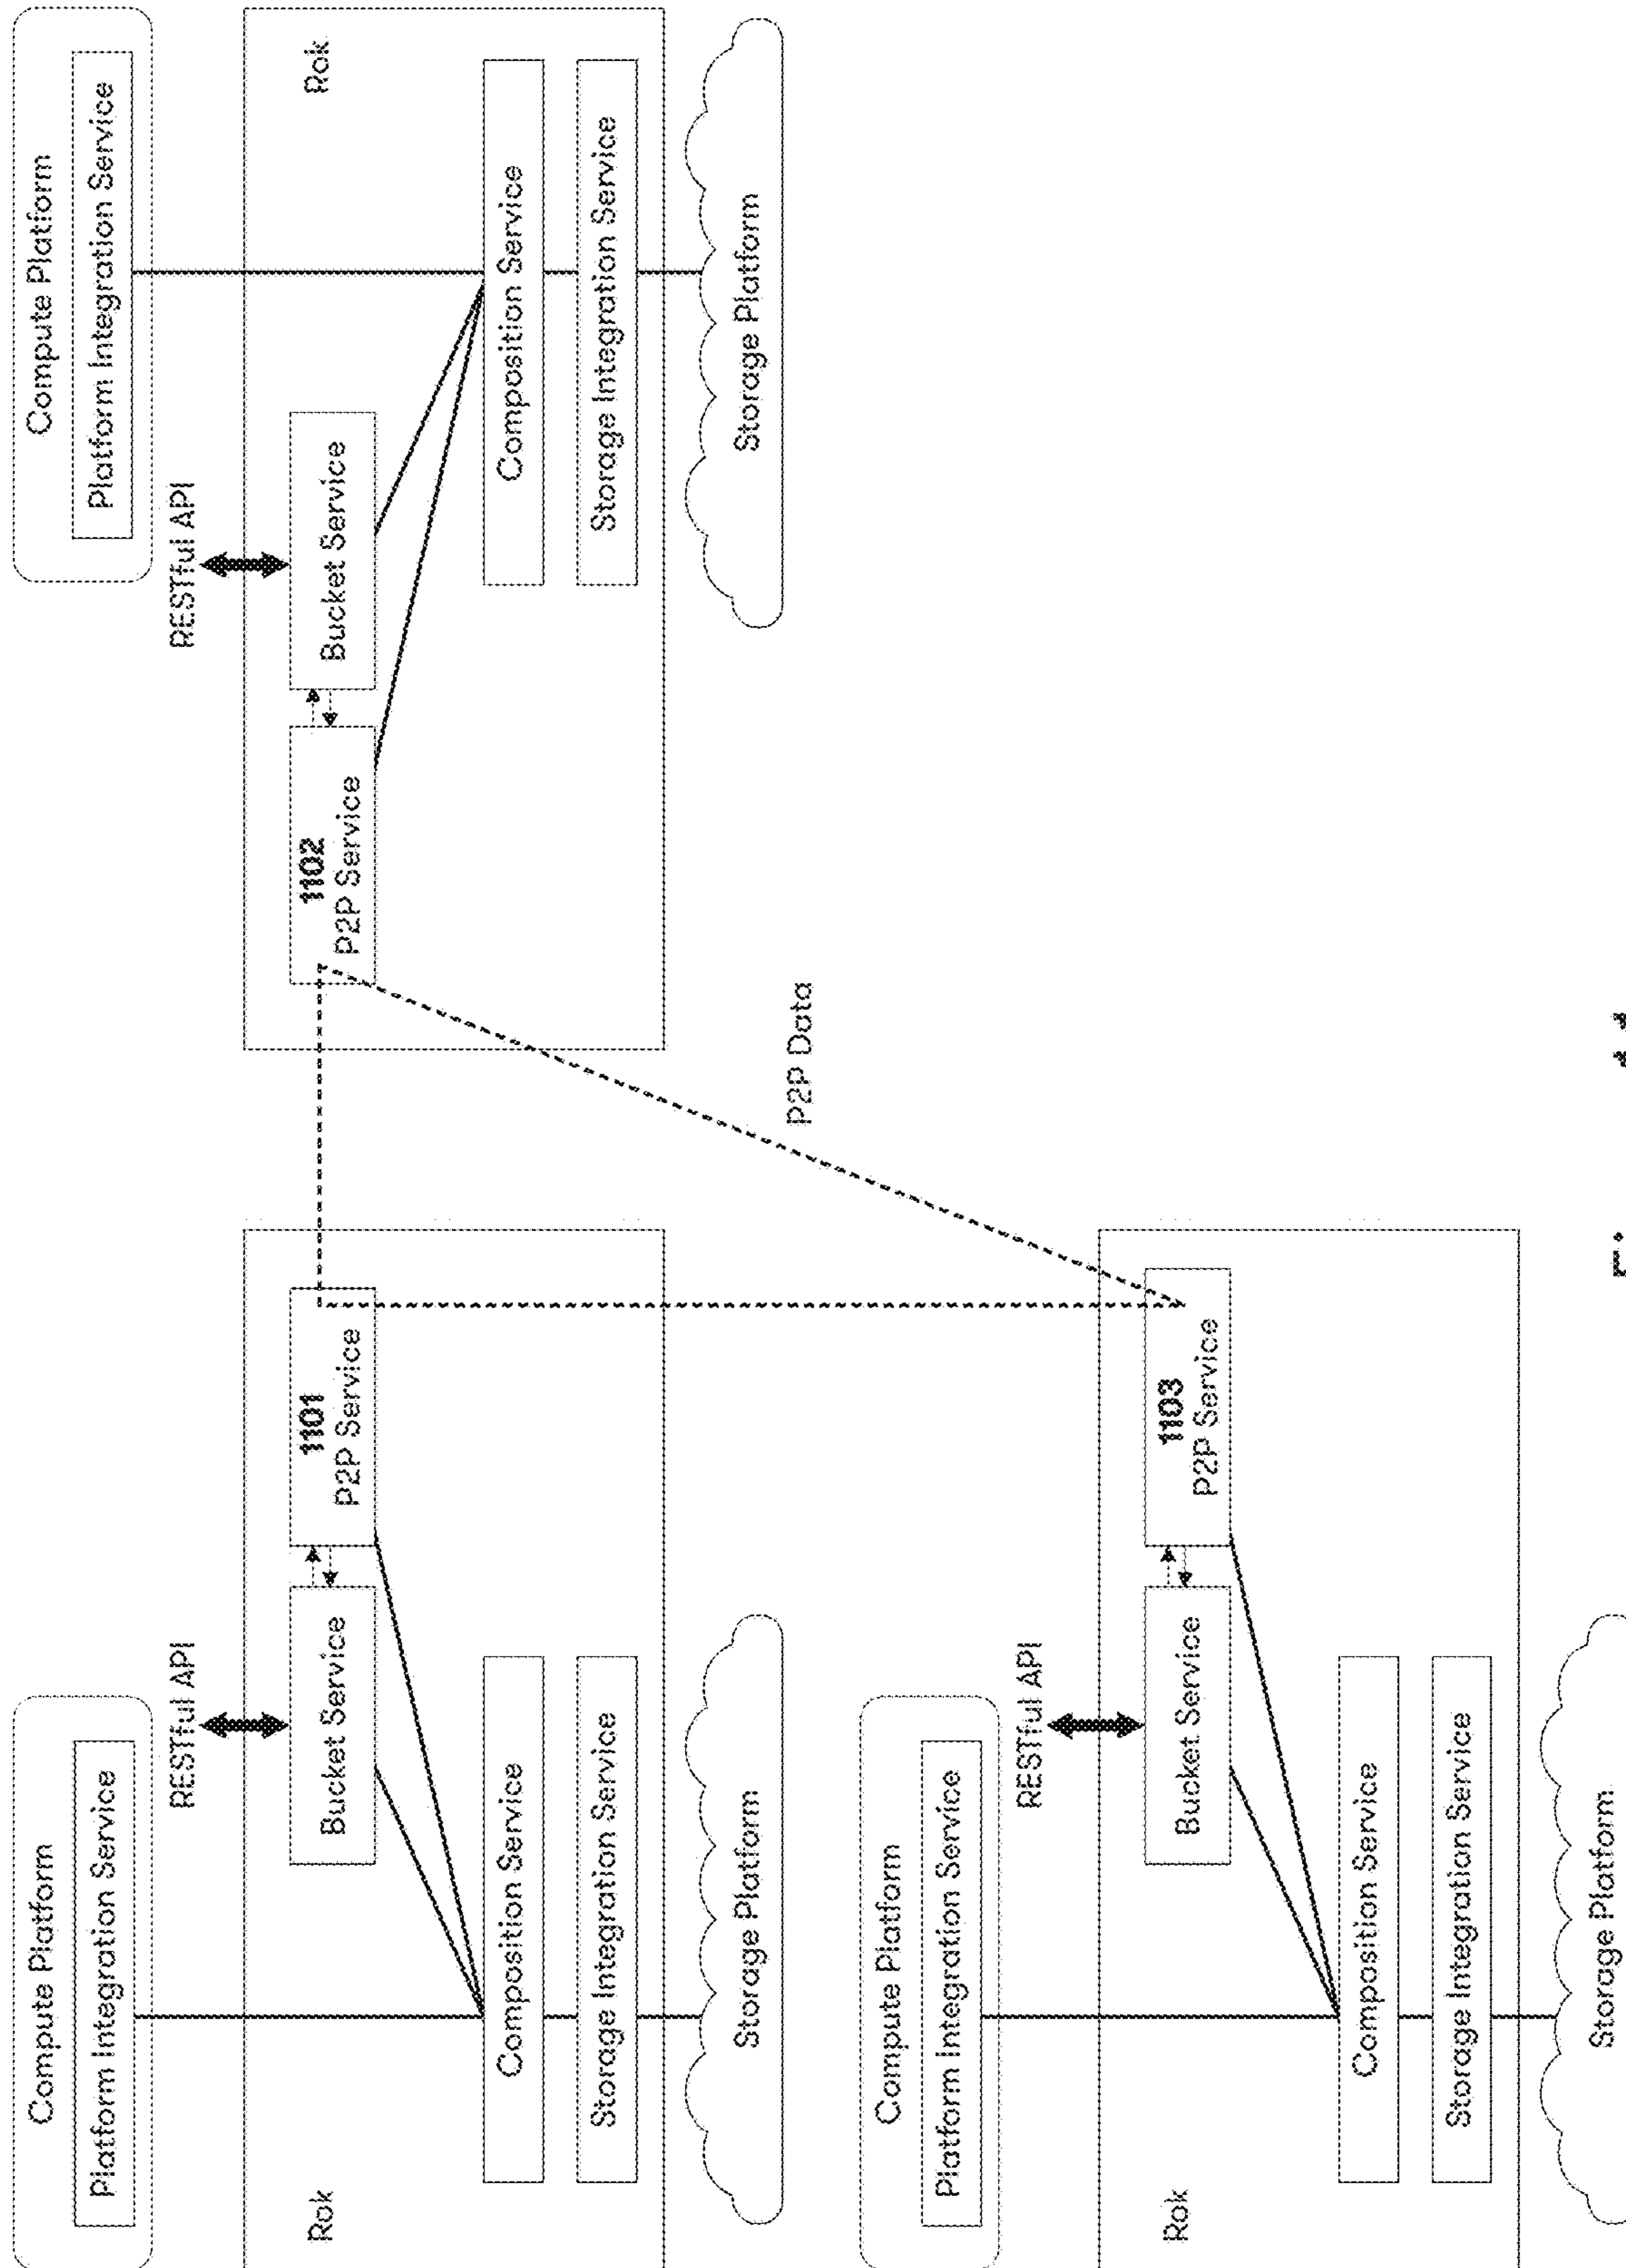 Compute Platform
Platform Integration Service
RESTful API
Rok
Bucket Service
1101
P2P Service
Composition Service
Storage Integration Service
Storage Platform
Compute Platform
Platform Integration Service
RESTful API
Rok
1102
P2P Service
Bucket Service
Composition Service
Storage Integration Service
Storage Platform
P2P Data
Compute Platform
Platform Integration Service
RESTful API
Rok
Bucket Service
1103
P2P Service
Composition Service
Storage Integration Service
Storage Platform